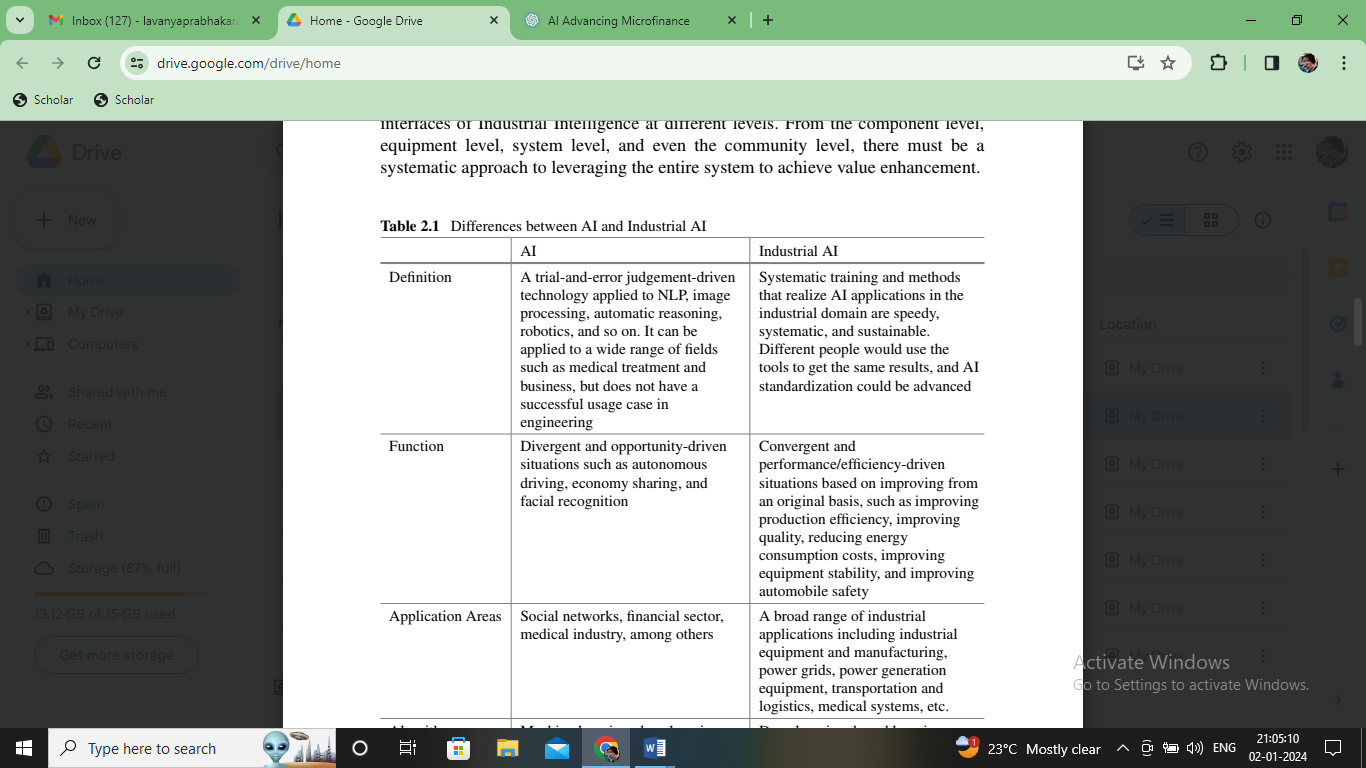 Inbox (127) - lavanyaprabhakar
Home - Google Drive
AI Advancing Microfinance
drive.google.com/drive/home
Scholar
Scholar
Drive
New
Home
My Drive
Computers
Shared with me
Recent
Starred
Spam
Trash
Storage (87% full)
13.12 GB of 15 GB used
Get more storage
interfaces of Industrial Intelligence at different levels. From the component level,
equipment level, system level, and even the community level, there must be a
systematic approach to leveraging the entire system to achieve value enhancement.
Table 2.1 Differences between AI and Industrial AI
AI
Industrial AI
Definition
A trial-and-error judgement-driven
technology applied to NLP, image
processing, automatic reasoning,
robotics, and so on. It can be
applied to a wide range of fields
such as medical treatment and
business, but does not have a
successful usage case in
engineering
Systematic training and methods
that realize AI applications in the
industrial domain are speedy,
systematic, and sustainable.
Different people would use the
tools to get the same results, and AI
standardization could be advanced
Function
Divergent and opportunity-driven
situations such as autonomous
driving, economy sharing, and
facial recognition
Convergent and
performance/efficiency-driven
situations based on improving from
an original basis, such as improving
production efficiency, improving
quality, reducing energy
consumption costs, improving
equipment stability, and improving
automobile safety
Application Areas
Social networks, financial sector,
medical industry, among others
A broad range of industrial
applications including industrial
equipment and manufacturing,
power grids, power generation
equipment, transportation and
logistics, medical systems, etc.
Location
My Drive
My Drive
My Drive
My Drive
My Drive
My Drive
My Drive
Activate Windows
Go to Settings to activate Windows.
Type here to search
1
23°C Mostly clear
ENG
21:05:10
02-01-2024